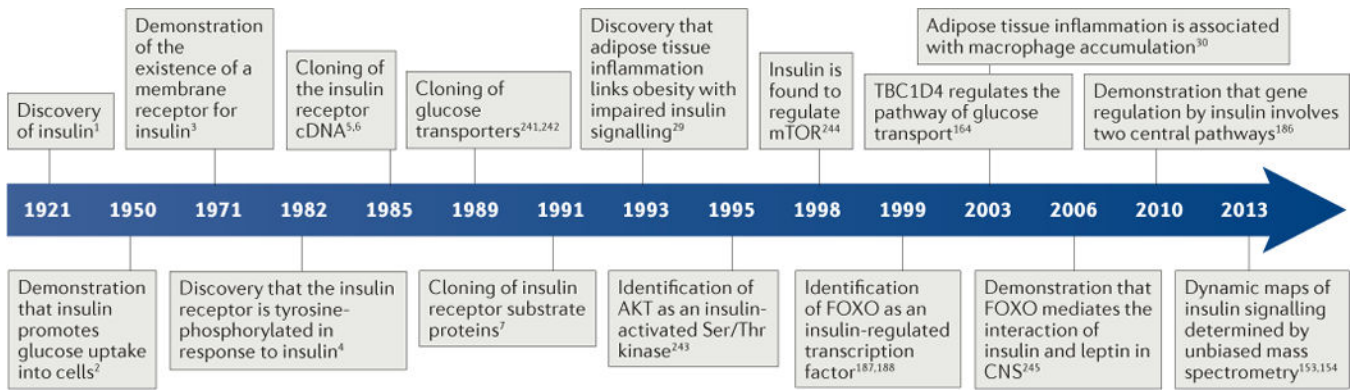 Discovery
of insulin1
Demonstration
of the
existence of a
membrane
receptor for
insulin3
Cloning of
the insulin
receptor
cDNA5,6
Cloning of
glucose
transporters241,242
Discovery that
adipose tissue
inflammation
links obesity with
impaired insulin
signalling29
Insulin is
found to
regulate
mTOR244
Adipose tissue inflammation is associated
with macrophage accumulation30
TBC1D4 regulates the
pathway of glucose
transport164
Demonstration that gene
regulation by insulin involves
two central pathways186
1921 1950 1971 1982 1985 1989 1991 1993 1995 1998 1999 2003 2006 2010 2013
Demonstration
that insulin
promotes
glucose uptake
into cells2
Discovery that the insulin
receptor is tyrosine-
phosphorylated in
response to insulin4
Cloning of insulin
receptor substrate
proteins7
Identification of
AKT as an insulin-
activated Ser/Thr
kinase243
Identification
of FOXO as an
insulin-regulated
transcription
factor187,188
Demonstration that
FOXO mediates the
interaction of
insulin and leptin in
CNS245
Dynamic maps of
insulin signalling
determined by
unbiased mass
spectrometry153,154